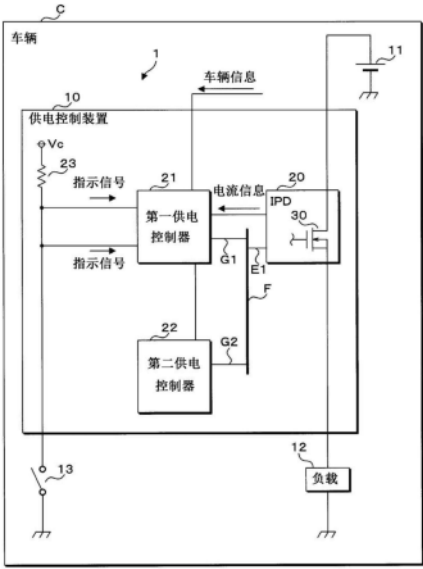 C
车辆
1
11
车辆信息
10
供电控制装置
Vc
23
指示信号
21
电流信息
20
IPD
第一供电
控制器
30
指示信号
G1
E1
F
22
第二供电
控制器
G2
13
12
负载